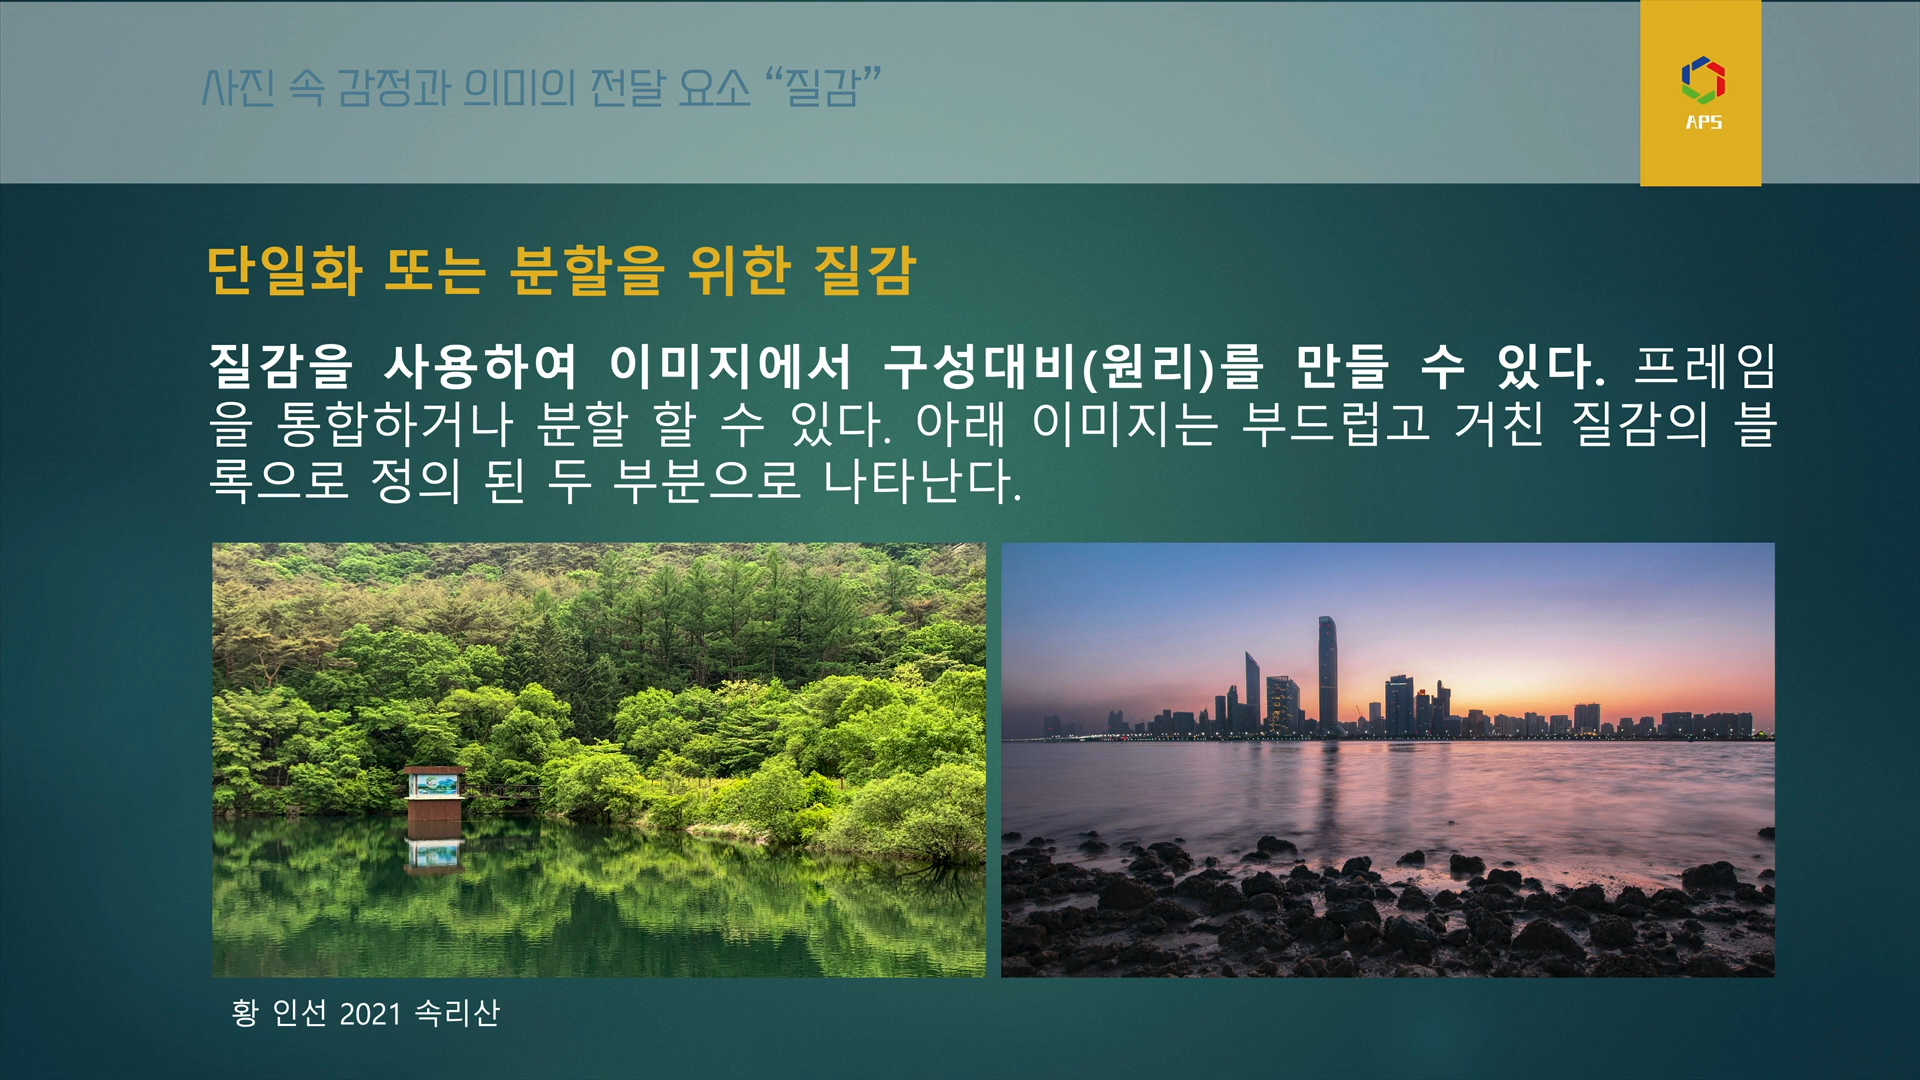 사진 속 감정과 의미의 전달 요소 “질감”
APS
단일화 또는 분할을 위한 질감
질감을 사용하여 이미지에서 구성대비(원리)를 만들 수 있다. 프레임
을 통합하거나 분할 할 수 있다. 아래 이미지는 부드럽고 거친 질감의 블
록으로 정의 된 두 부분으로 나타난다.
황 인선 2021 속리산